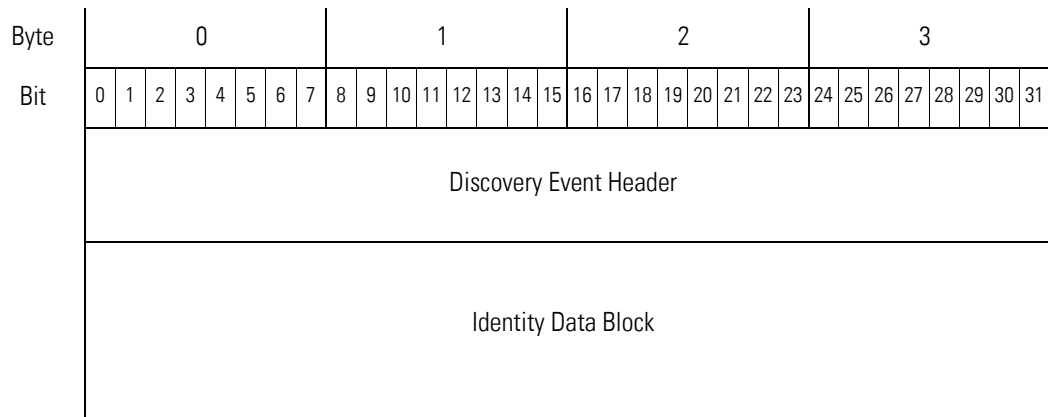 Byte 0 1 2 3
Bit 0 1 2 3 4 5 6 7 8 9 10 11 12 13 14 15 16 17 18 19 20 21 22 23 24 25 26 27 28 29 30 31
Discovery Event Header
Identity Data Block